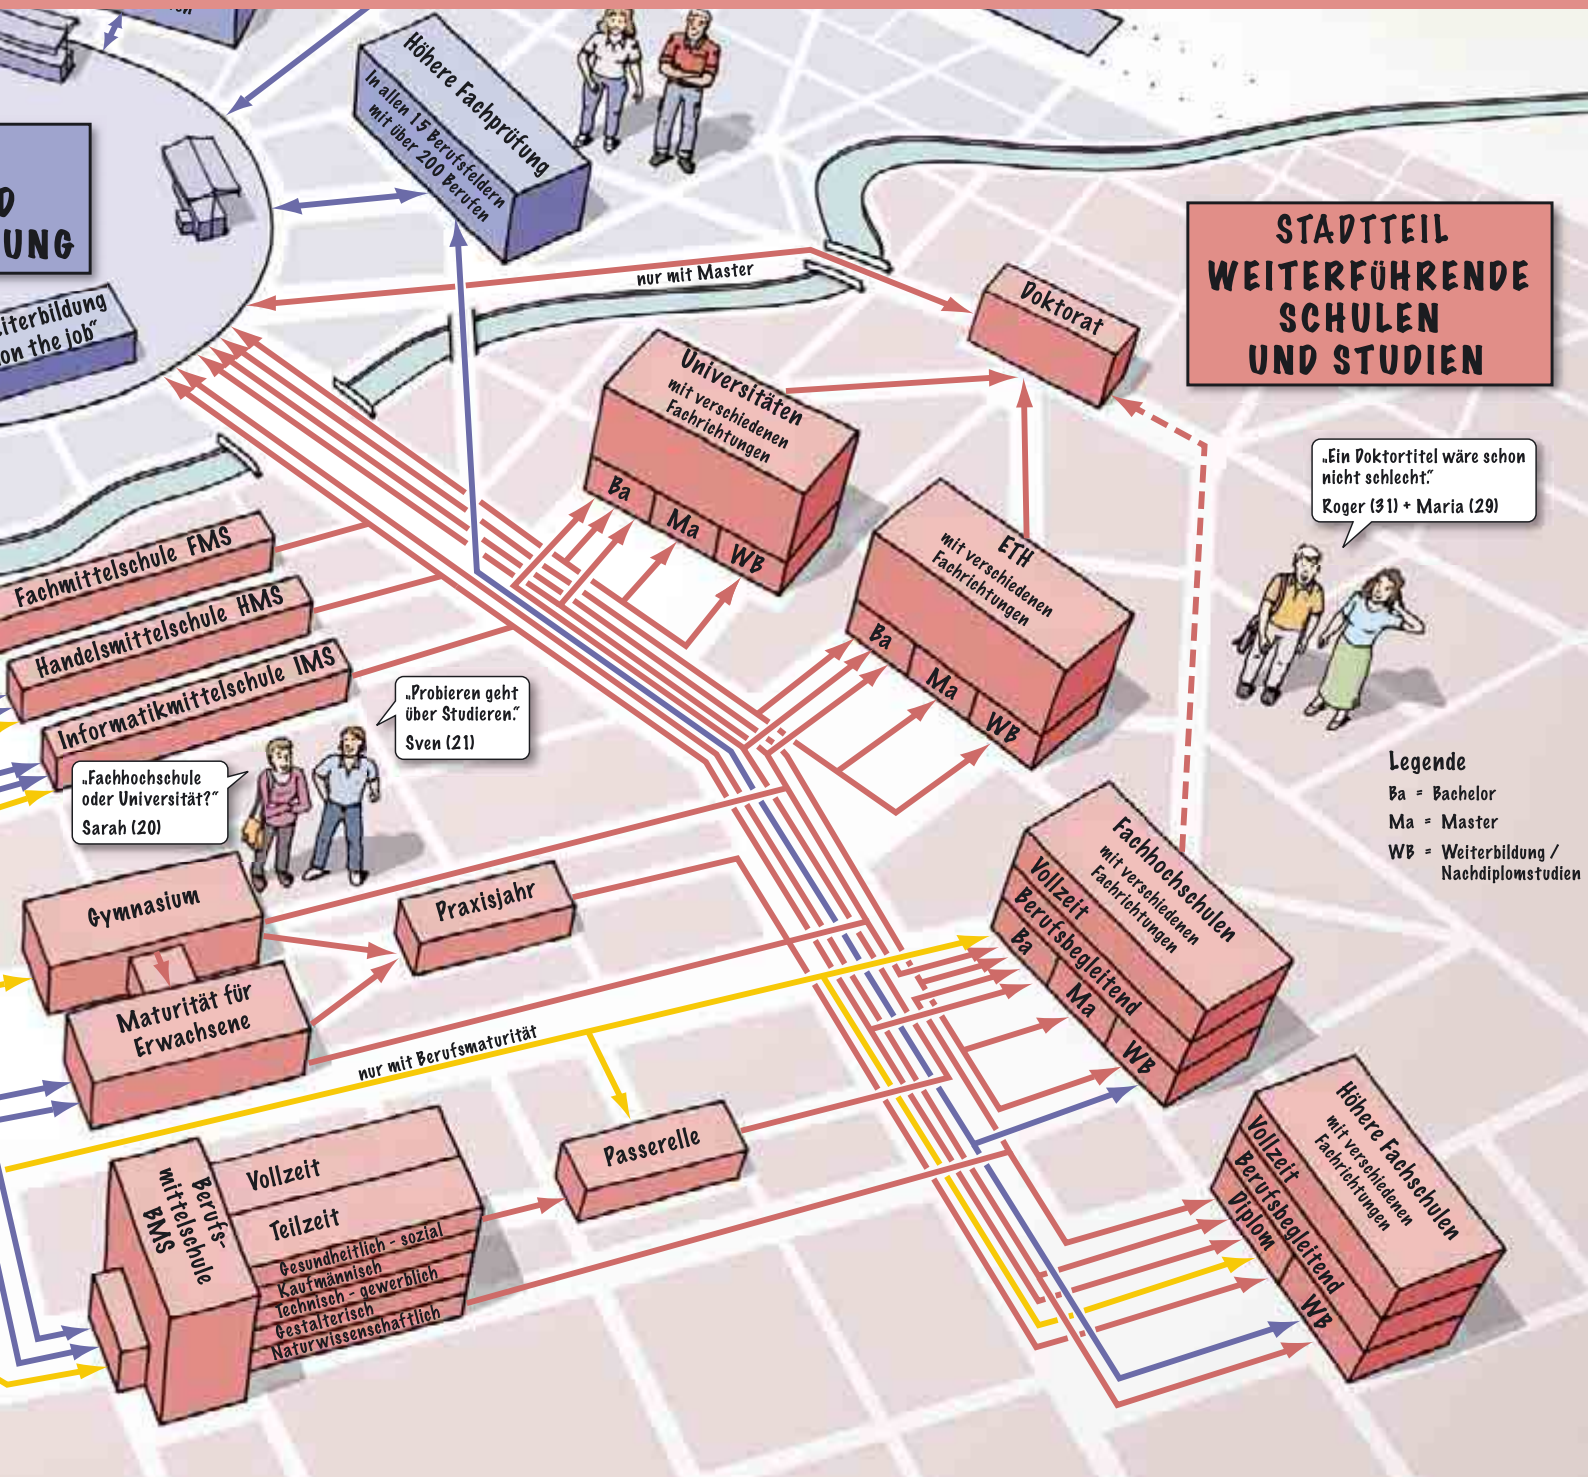 Höhere Fachprüfung
In allen 15 Berufsfeldern
mit über 200 Berufen
D
UNG
iterbildung
on the job“
nur mit Master
Doktorat
STADTTEIL
WEITERFÜHRENDE
SCHULEN
UND STUDIEN
Universitäten
mit verschiedenen
Fachrichtungen
Ba
Ma
WB
ETH
mit verschiedenen
Fachrichtungen
Ba
Ma
WB
„Ein Doktortitel wäre schon
nicht schlecht.“
Roger (31) + Maria (29)
Fachmittelschule FMS
Handelsmittelschule HMS
Informatikmittelschule IMS
„Probieren geht
über Studieren.“
Sven (21)
„Fachhochschule
oder Universität?“
Sarah (20)
Legende
Ba = Bachelor
Ma = Master
WB = Weiterbildung /
Nachdiplomstudien
Gymnasium
Praxisjahr
Maturität für
Erwachsene
Fachhochschulen
mit verschiedenen
Fachrichtungen
Vollzeit
Berufsbegleitend
Ba
Ma
WB
nur mit Berufsmaturität
Passerelle
Berufs-
mittelschule
BMS
Vollzeit
Teilzeit
Gesundheitlich - sozial
Kaufmännisch
Technisch - gewerblich
Gestalterisch
Naturwissenschaftlich
Höhere Fachschulen
mit verschiedenen
Fachrichtungen
Vollzeit
Berufsbegleitend
Diplom
WB